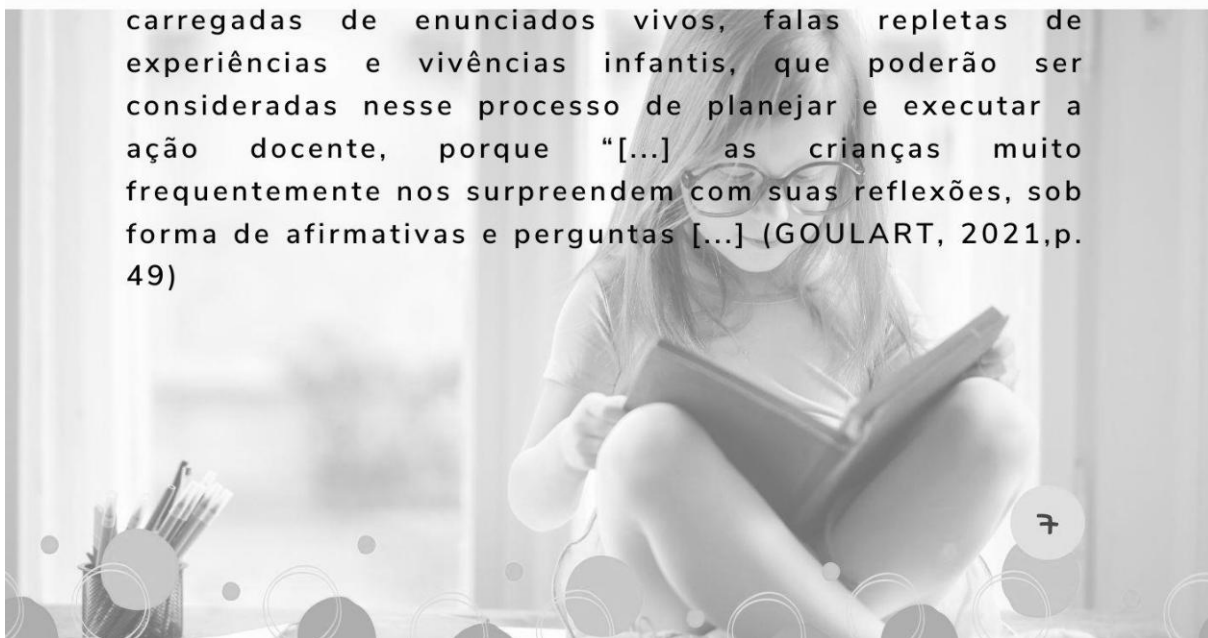 carregadas de enunciados vivos, falas repletas de
experiências e vivências infantis, que poderão ser
consideradas nesse processo de planejar e executar a
ação docente, porque “[...] as crianças muito
frequentemente nos surpreendem com suas reflexões, sob
forma de afirmativas e perguntas [...] (GOULART, 2021,p.
49)
7